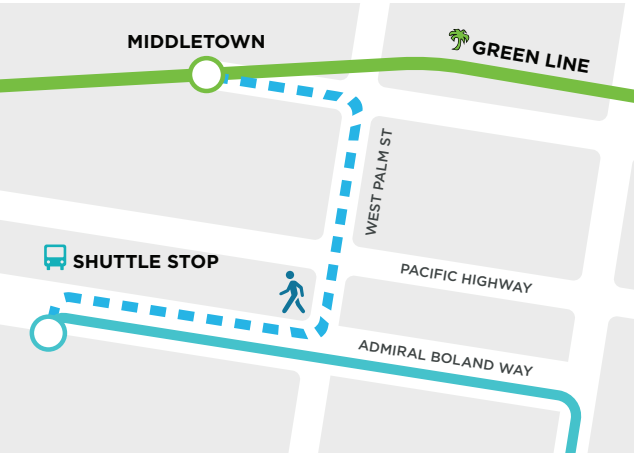 MIDDLETOWN
GREEN LINE
WEST PALM ST
SHUTTLE STOP
PACIFIC HIGHWAY
ADMIRAL BOLAND WAY